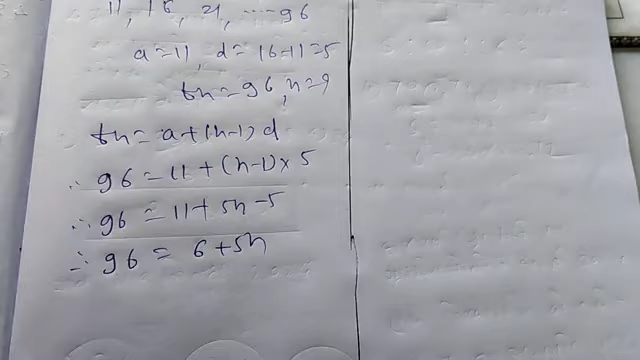 11, 16, 21, ....96
a=11, d=16-11=5
tn=96, n=?
tn=a+(n-1)d
∴ 96=11+(n-1)×5
∴ 96=11+5n-5
∴ 96=6+5n